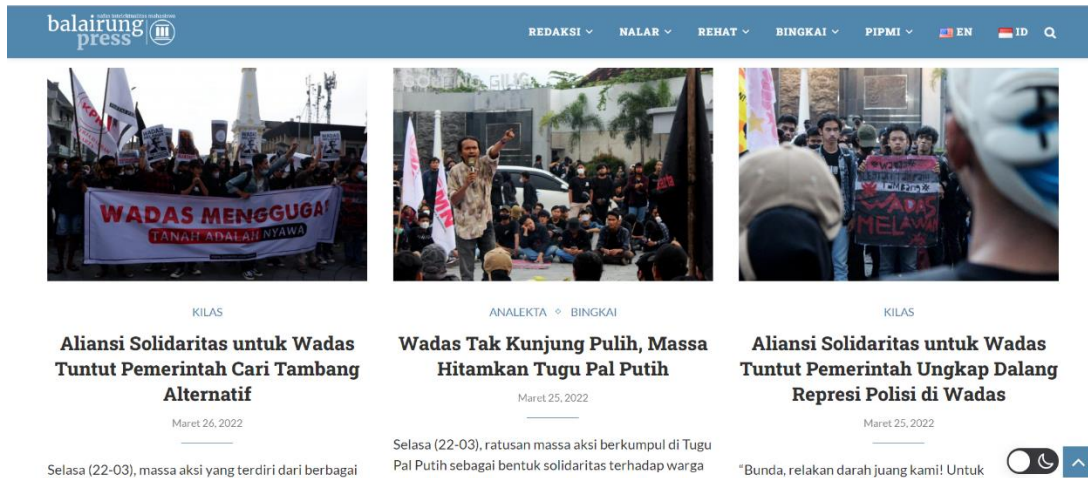 balairung
press
REDAKSI NALAR REHAT BINGKAI PIPMI EN ID
WADAS MENGGUGAT
TANAH ADALAH NYAWA
WADAS
MELAWAN
KILAS
Aliansi Solidaritas untuk Wadas
Tuntut Pemerintah Cari Tambang
Alternatif
Maret 26, 2022
Selasa (22-03), massa aksi yang terdiri dari berbagai
ANALEKTA ⋄ BINGKAI
Wadas Tak Kunjung Pulih, Massa
Hitamkan Tugu Pal Putih
Maret 25, 2022
Selasa (22-03), ratusan massa aksi berkumpul di Tugu
Pal Putih sebagai bentuk solidaritas terhadap warga
KILAS
Aliansi Solidaritas untuk Wadas
Tuntut Pemerintah Ungkap Dalang
Represi Polisi di Wadas
Maret 25, 2022
“Bunda, relakan darah juang kami! Untuk